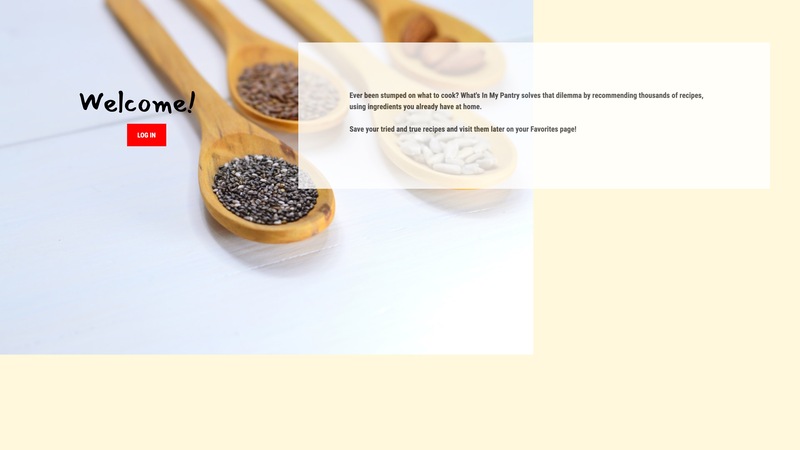 Welcome!
LOG IN
Ever been stumped on what to cook? What's In My Pantry solves that dilemma by recommending thousands of recipes,
using ingredients you already have at home.
Save your tried and true recipes and visit them later on your Favorites page!